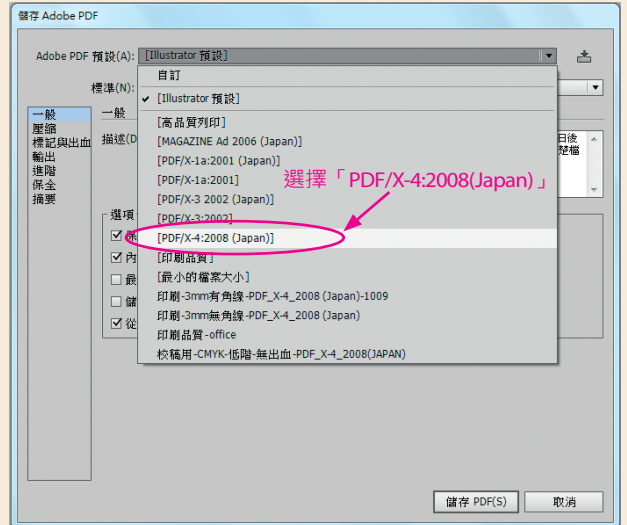 儲存 Adobe PDF
Adobe PDF 預設(A): [Illustrator 預設]
標準(N):
自訂
[Illustrator 預設]
[高品質列印]
[MAGAZINE Ad 2006 (Japan)]
[PDF/X-1a:2001 (Japan)]
[PDF/X-1a:2001]
[PDF/X-3 2002 (Japan)]
[PDF/X-3:2002]
[PDF/X-4:2008 (Japan)]
[印刷品質]
[最小的檔案大小]
印刷-3mm有角線-PDF_X-4_2008 (Japan)-1009
印刷-3mm無角線-PDF_X-4_2008 (Japan)
印刷品質-office
校稿用-CMYK-低階-無出血-PDF_X-4_2008(JAPAN)
選擇「PDF/X-4:2008(Japan)」
一般
壓縮
標記與出血
輸出
進階
保全
摘要
一般
描述(D
日後
楚檔
選項
內
最
儲
從
儲存 PDF(S)
取消